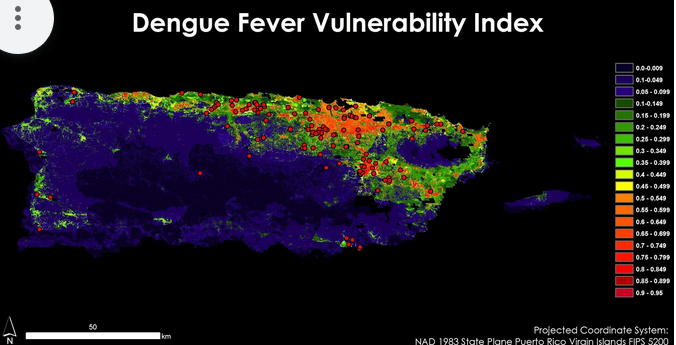 Dengue Fever Vulnerability Index
0.0-0.009
0.1-0.049
0.05 - 0.099
0.1-0.149
0.15 - 0.199
0.2 - 0.249
0.25 - 0.299
0.3 - 0.349
0.35 - 0.399
0.4 - 0.449
0.45 - 0.499
0.5 - 0.549
0.55 - 0.599
0.6 - 0.649
0.65 - 0.699
0.7 - 0.749
0.75 - 0.799
0.8 - 0.849
0.85 - 0.899
0.9 - 0.95
N
50
km
Projected Coordinate System:
NAD 1983 State Plane Puerto Rico Virgin Islands FIPS 5200